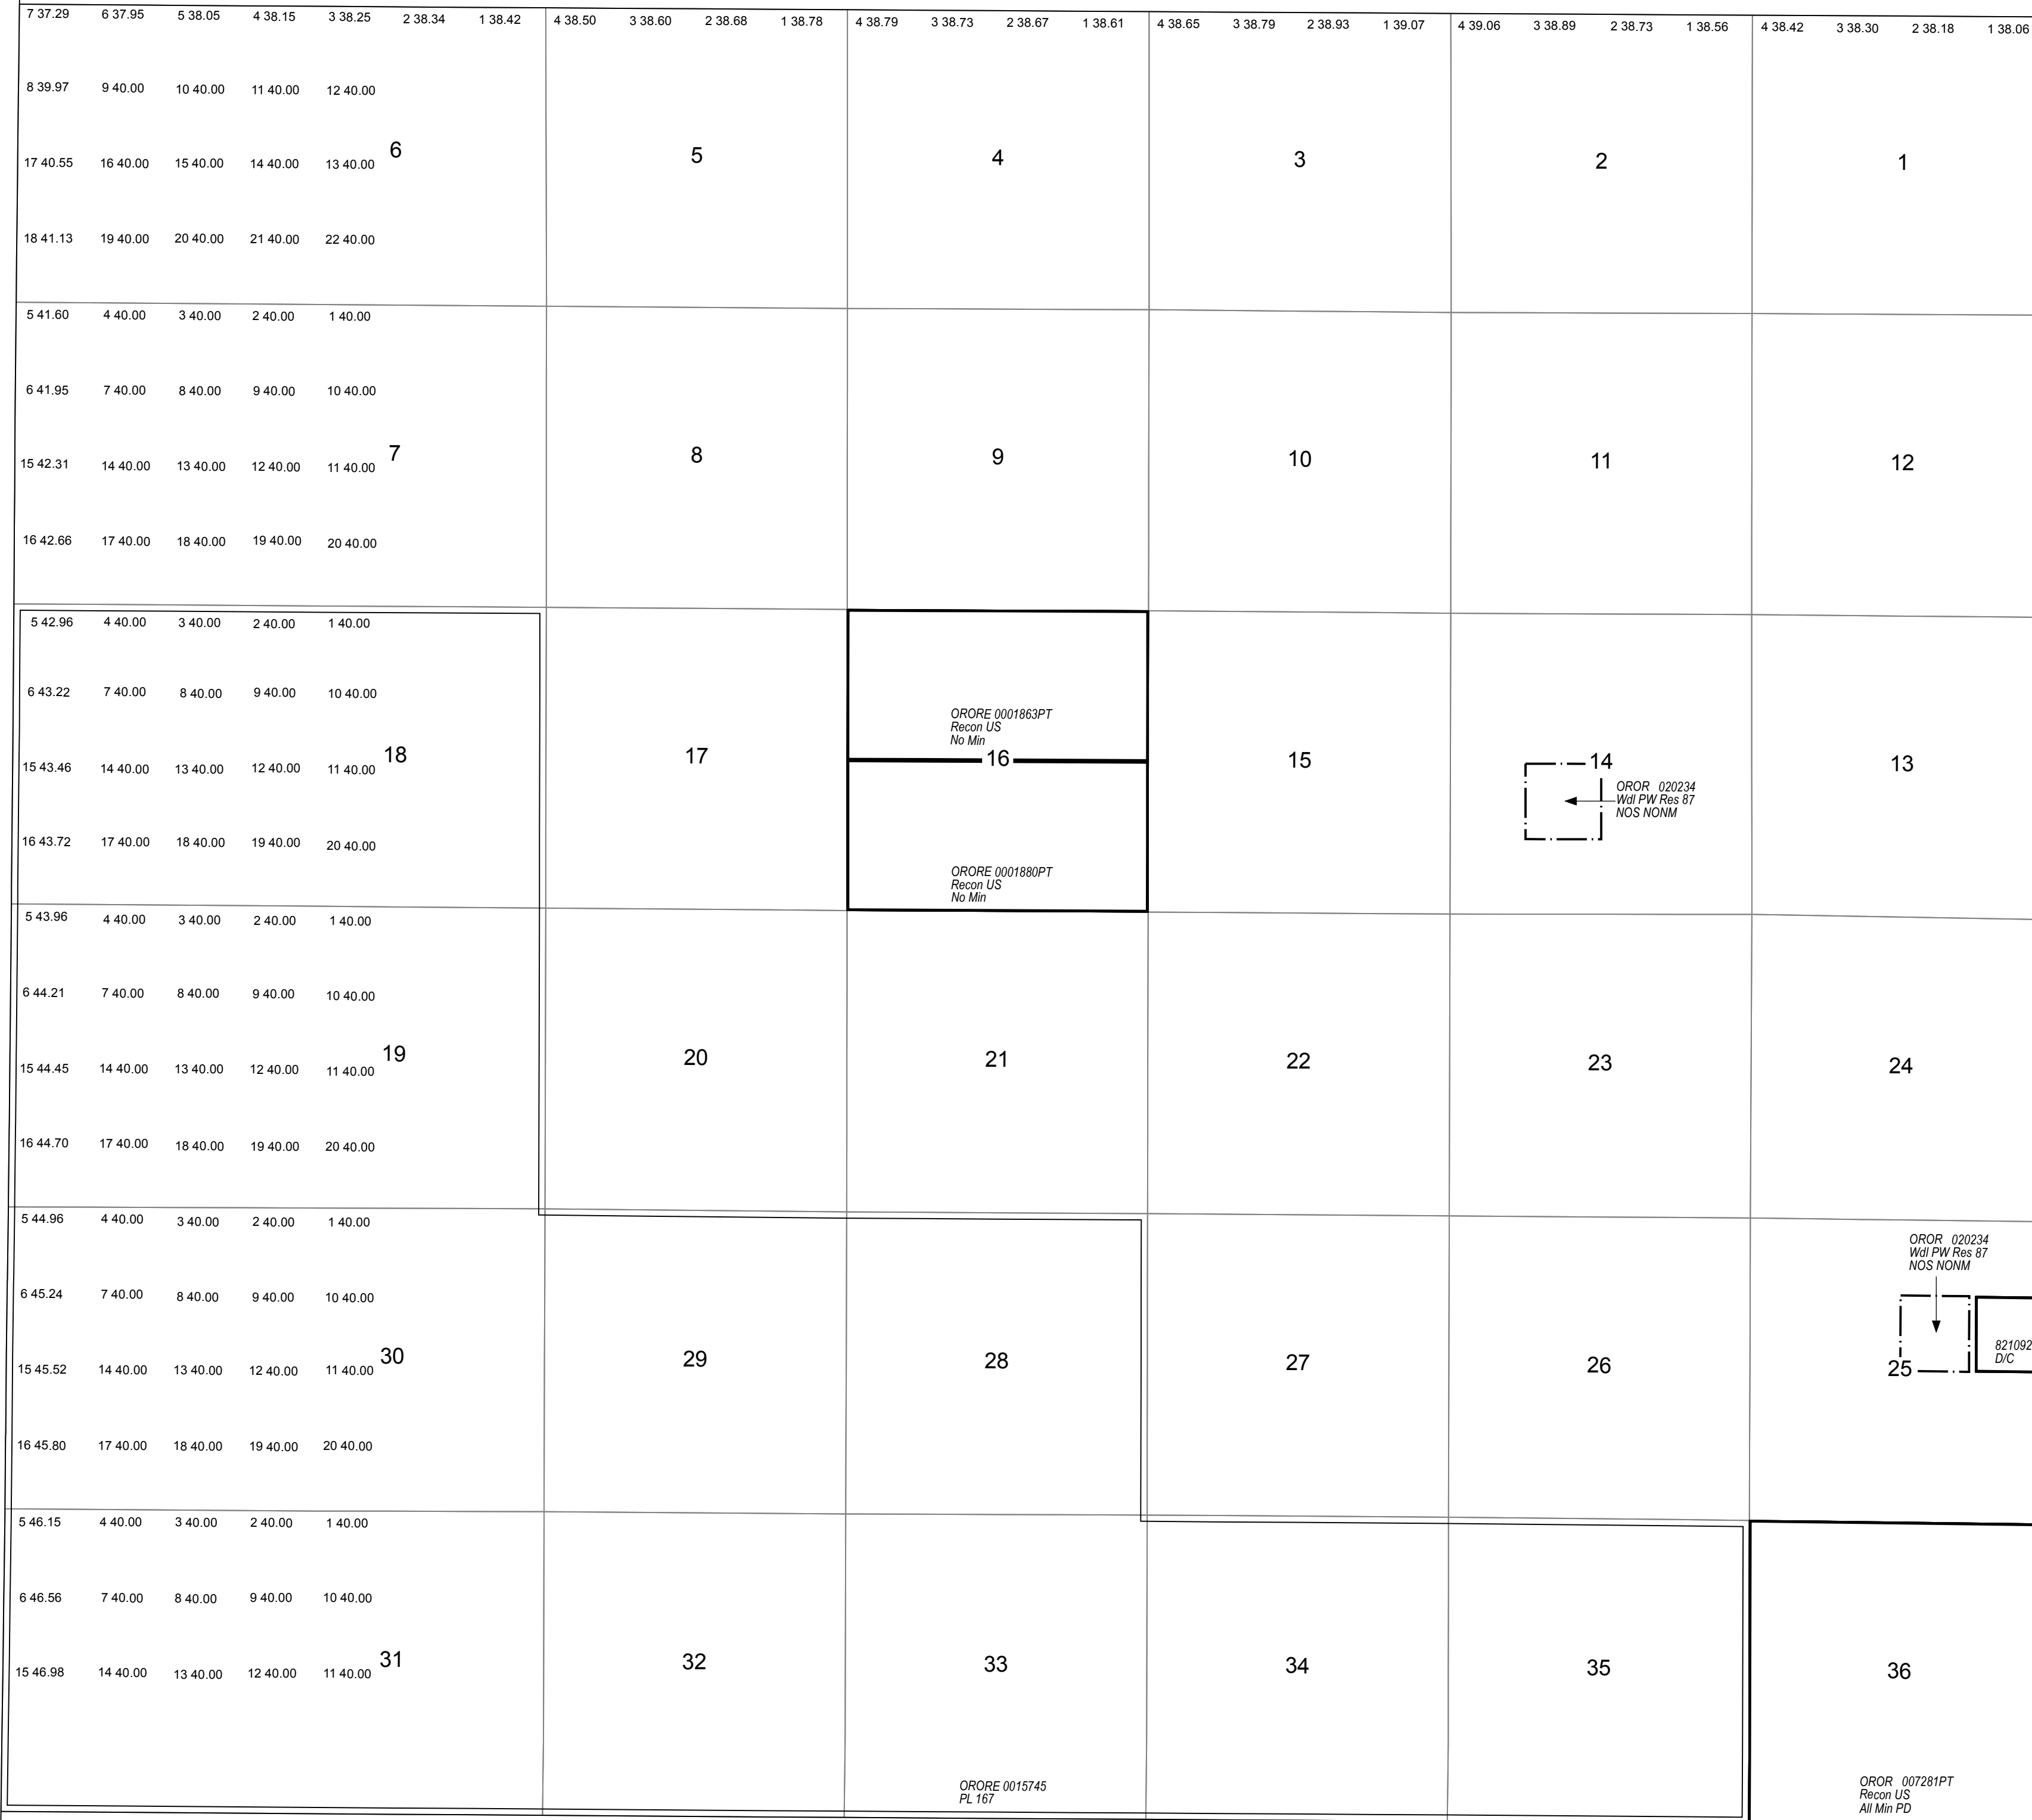 7 37.29 6 37.95 5 38.05 4 38.15 3 38.25 2 38.34 1 38.42 4 38.50 3 38.60 2 38.68 1 38.78 4 38.79 3 38.73 2 38.67 1 38.61 4 38.65 3 38.79 2 38.93 1 39.07 4 39.06 3 38.89 2 38.73 1 38.56 4 38.42 3 38.30 2 38.18 1 38.06
8 39.97 9 40.00 10 40.00 11 40.00 12 40.00
6 5 4 3 2 1
17 40.55 16 40.00 15 40.00 14 40.00 13 40.00
18 41.13 19 40.00 20 40.00 21 40.00 22 40.00
5 41.60 4 40.00 3 40.00 2 40.00 1 40.00
6 41.95 7 40.00 8 40.00 9 40.00 10 40.00
7 8 9 10 11 12
15 42.31 14 40.00 13 40.00 12 40.00 11 40.00
16 42.66 17 40.00 18 40.00 19 40.00 20 40.00
5 42.96 4 40.00 3 40.00 2 40.00 1 40.00
6 43.22 7 40.00 8 40.00 9 40.00 10 40.00
ORORE 0001863PT
Recon US
No Min
18 17 16 15 14 13
15 43.46 14 40.00 13 40.00 12 40.00 11 40.00
OROR 020234
Wdl PW Res 87
NOS NONM
16 43.72 17 40.00 18 40.00 19 40.00 20 40.00
ORORE 0001880PT
Recon US
No Min
5 43.96 4 40.00 3 40.00 2 40.00 1 40.00
6 44.21 7 40.00 8 40.00 9 40.00 10 40.00
19 20 21 22 23 24
15 44.45 14 40.00 13 40.00 12 40.00 11 40.00
16 44.70 17 40.00 18 40.00 19 40.00 20 40.00
5 44.96 4 40.00 3 40.00 2 40.00 1 40.00
OROR 020234
Wdl PW Res 87
NOS NONM
6 45.24 7 40.00 8 40.00 9 40.00 10 40.00
821092
D/C
30 29 28 27 26 25
15 45.52 14 40.00 13 40.00 12 40.00 11 40.00
16 45.80 17 40.00 18 40.00 19 40.00 20 40.00
5 46.15 4 40.00 3 40.00 2 40.00 1 40.00
6 46.56 7 40.00 8 40.00 9 40.00 10 40.00
31 32 33 34 35 36
15 46.98 14 40.00 13 40.00 12 40.00 11 40.00
ORORE 0015745
PL 167
OROR 007281PT
Recon US
All Min PD